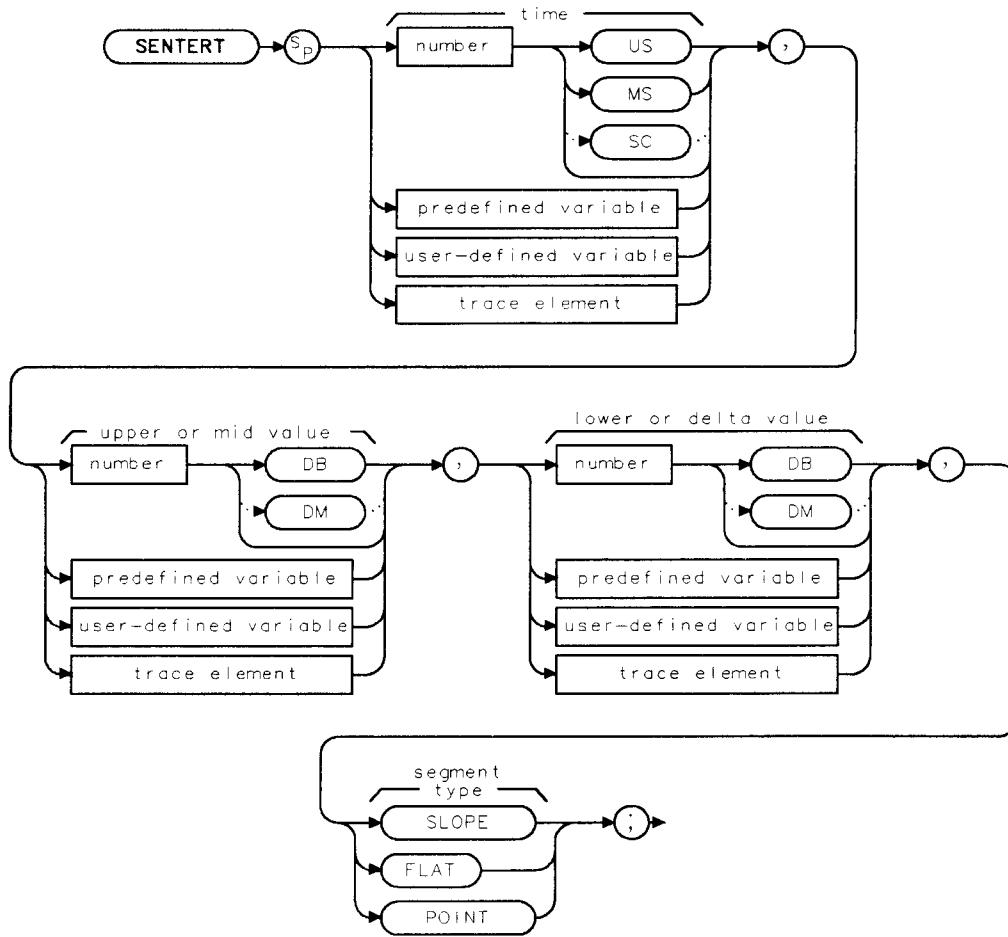 time
SENTERT SP number US ,
MS
SC
predefined variable
user-defined variable
trace element
upper or mid value lower or delta value
number DB , number DB ,
DM DM
predefined variable predefined variable
user-defined variable user-defined variable
trace element trace element
segment
type
SLOPE ;
FLAT
POINT